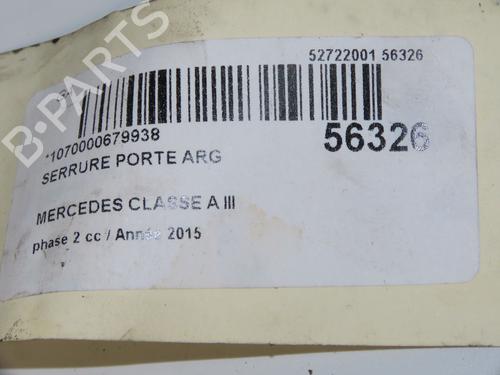 52722001 56326
*1070000679938
56326
SERRURE PORTE ARG
MERCEDES CLASSE A III
phase 2 cc / Année 2015
B-PARTS